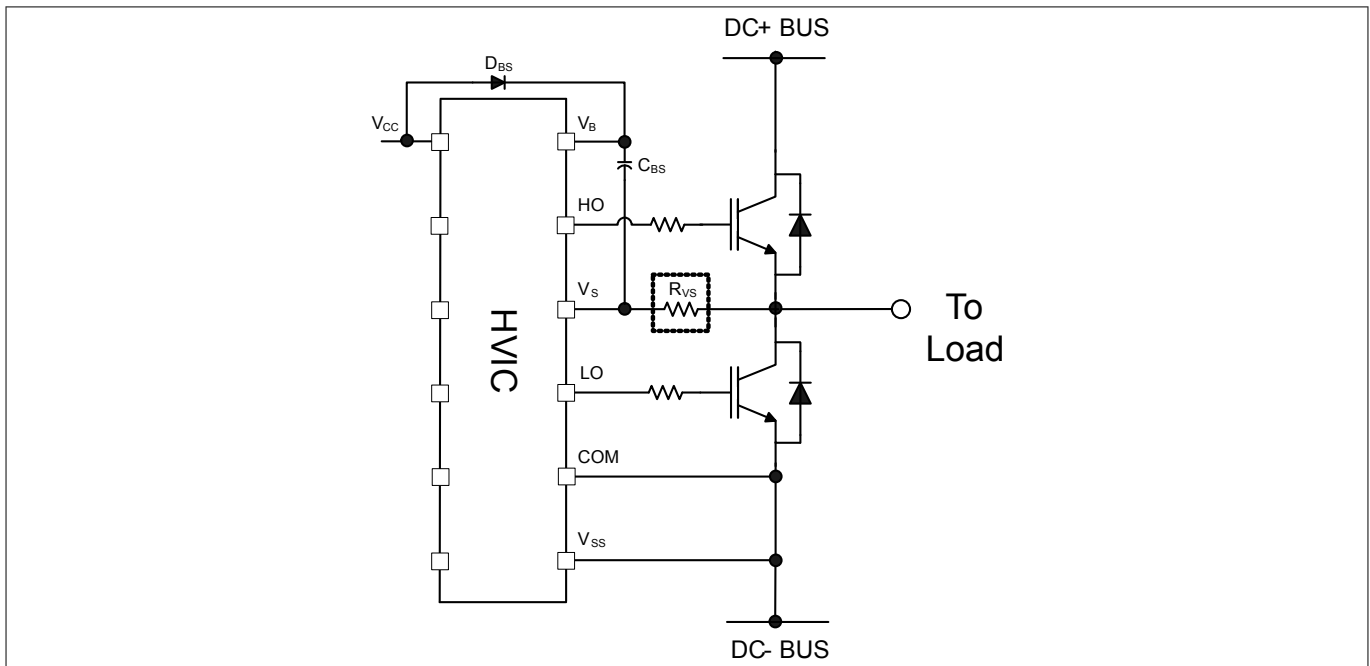 DC+ BUS
DBS
VCC
VB
CBS
HO
VS
RVS
To
Load
HVIC
LO
COM
VSS
DC- BUS